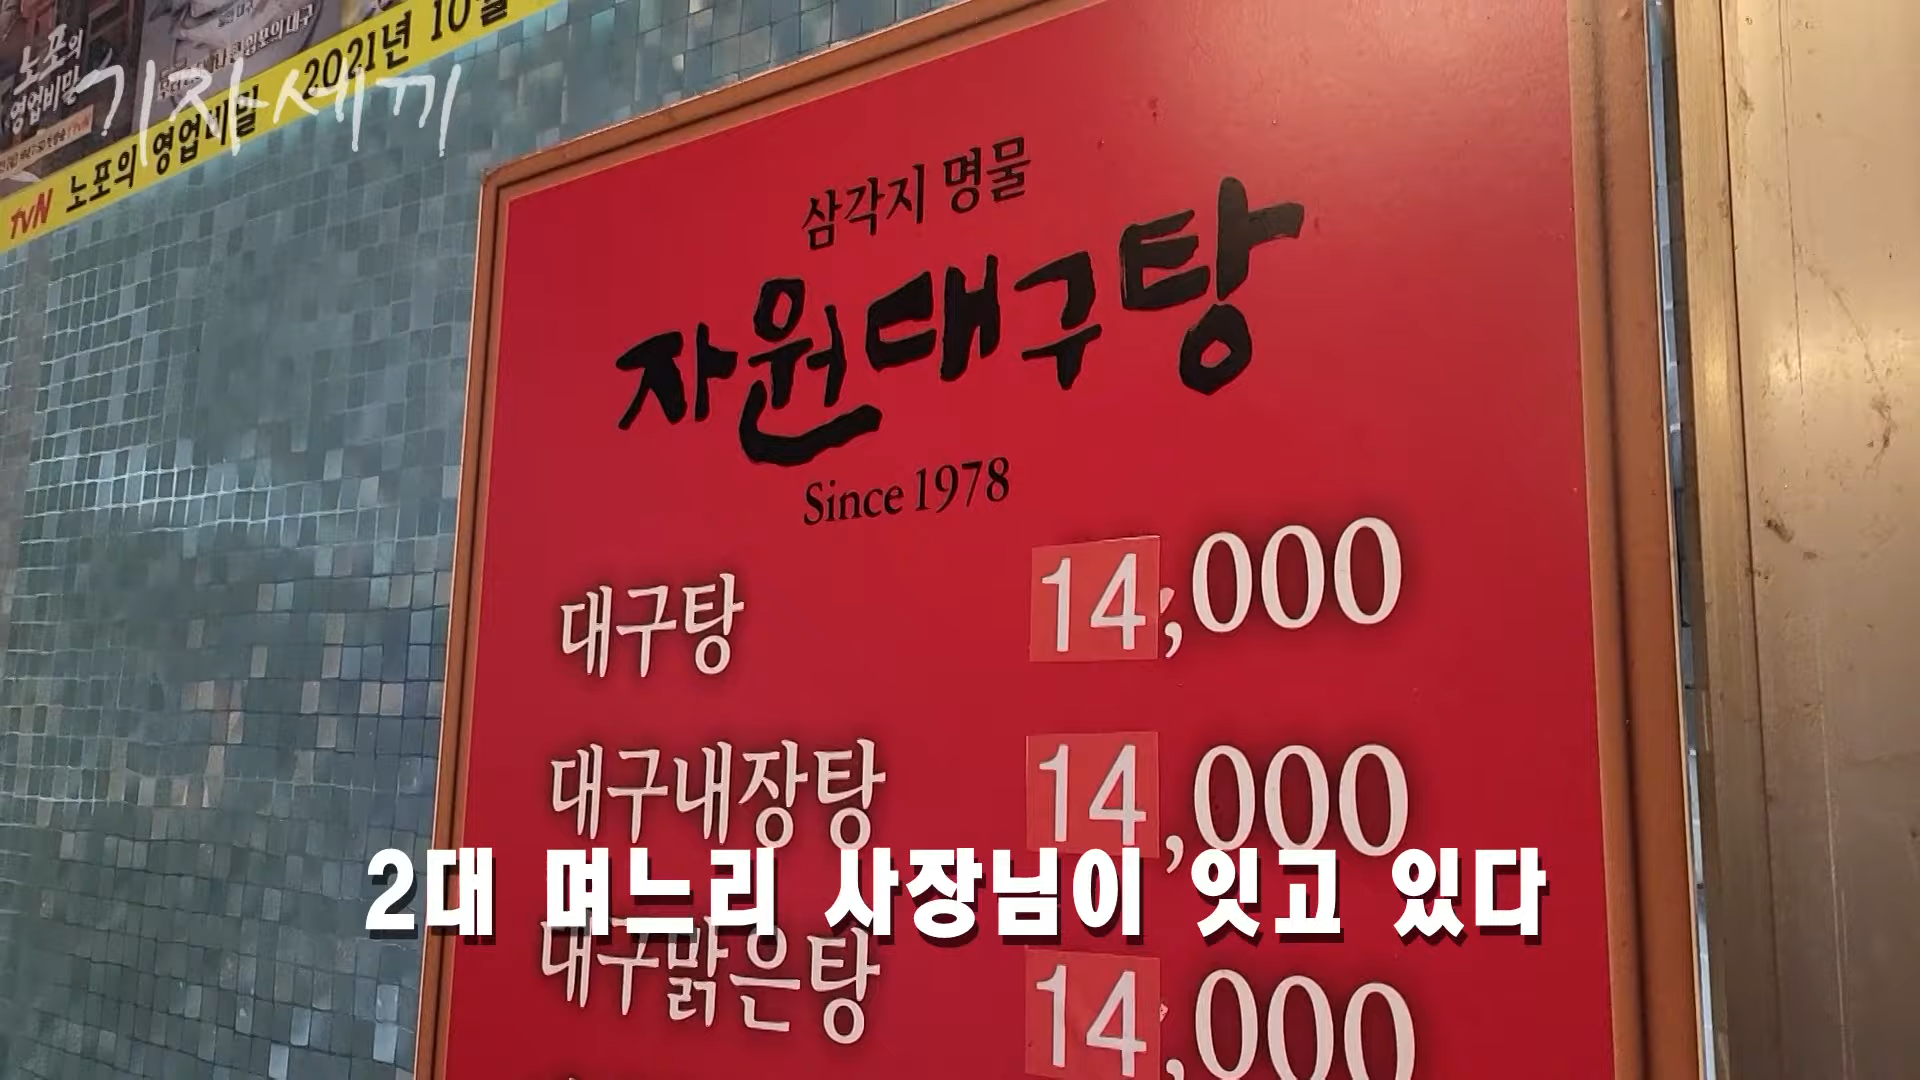 노포의
영업비밀
2021년 10월
tvN 노포의 영업비밀
기자세끼
삼각지 명물
자원대구탕
Since 1978
대구탕 14,000
대구내장탕 14,000
2대 며느리 사장님이 잇고 있다
대구맑은탕 14,000